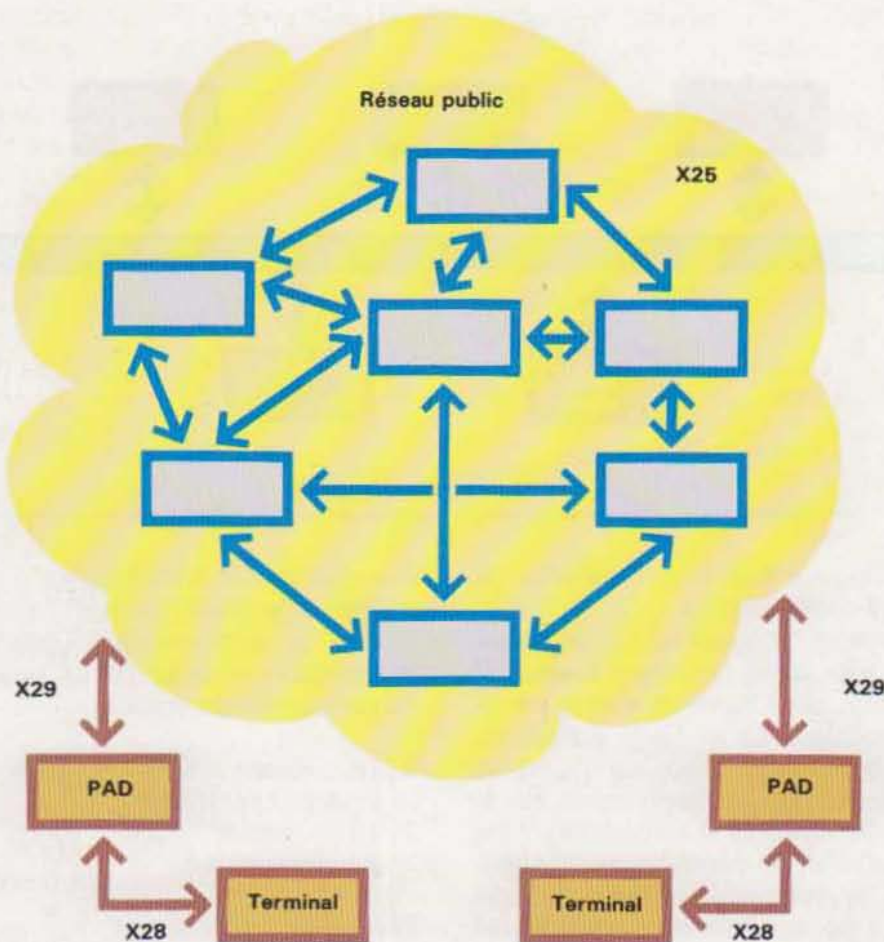 Réseau public
X25
X29
X29
PAD
PAD
Terminal
Terminal
X28
X28